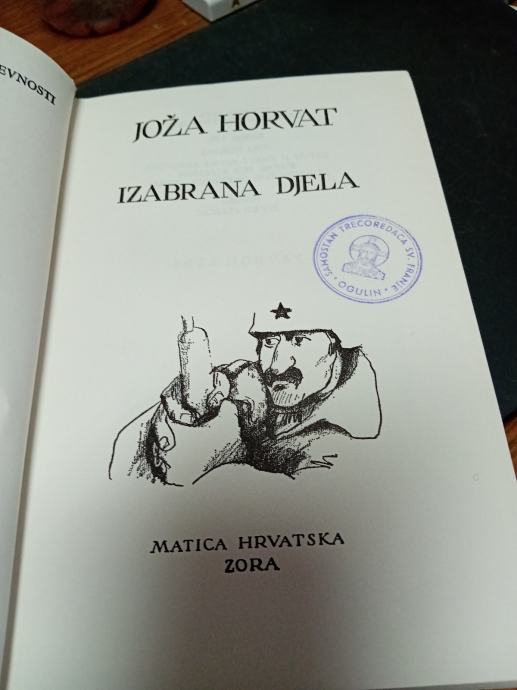 EVNOSTI
JOŽA HORVAT
IZABRANA DJELA
SAMOSTAN TREĆOREDACA SV. FRANJE
• OGULIN •
MATICA HRVATSKA
ZORA